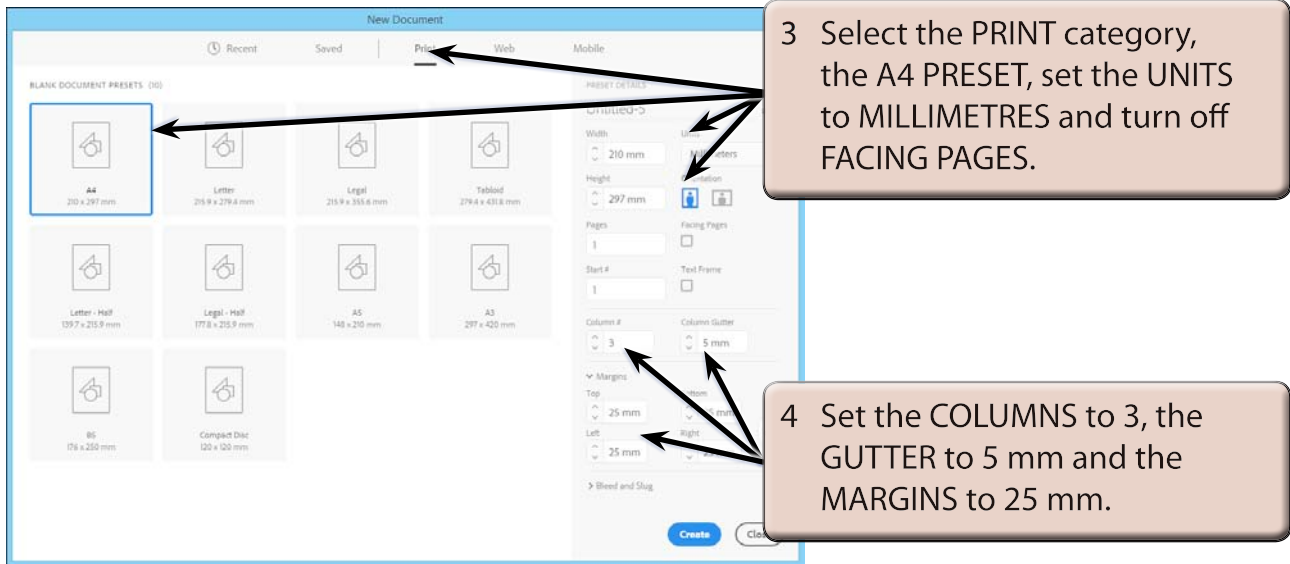 New Document
Recent Saved Print Web Mobile
BLANK DOCUMENT PRESETS (10)
A4
210 x 297 mm
Letter
215.9 x 279.4 mm
Legal
215.9 x 355.6 mm
Tabloid
279.4 x 431.8 mm
Letter - Half
139.7 x 215.9 mm
Legal - Half
177.8 x 215.9 mm
A5
148 x 210 mm
A3
297 x 420 mm
B5
176 x 250 mm
Compact Disc
120 x 120 mm
PRESET DETAILS
Untitled-5
Width
210 mm
Height
297 mm
Pages Facing Pages
1
Start # Text Frame
1
Column # Column Gutter
3 5 mm
Margins
Top
25 mm
Left Right
25 mm
Bleed and Slug
Create
3 Select the PRINT category,
the A4 PRESET, set the UNITS
to MILLIMETRES and turn off
FACING PAGES.
4 Set the COLUMNS to 3, the
GUTTER to 5 mm and the
MARGINS to 25 mm.